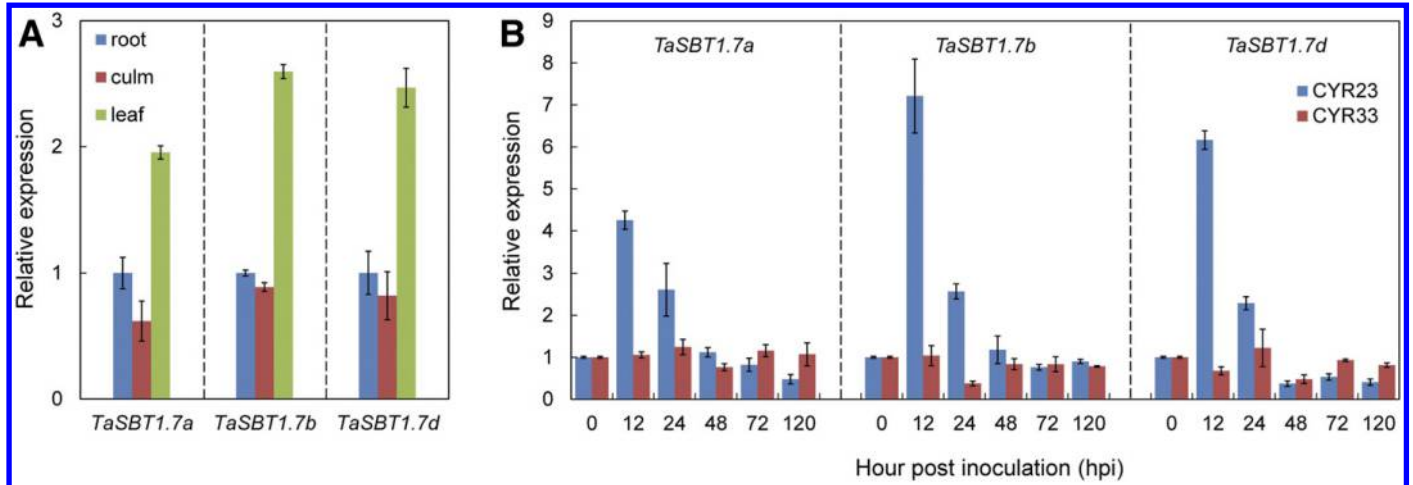 A
3
2
1
0
Relative expression
root
culm
leaf
TaSBT1.7a TaSBT1.7b TaSBT1.7d
B
9
8
7
6
5
4
3
2
1
0
Relative expression
TaSBT1.7a TaSBT1.7b TaSBT1.7d
CYR23
CYR33
0 12 24 48 72 120 0 12 24 48 72 120 0 12 24 48 72 120
Hour post inoculation (hpi)